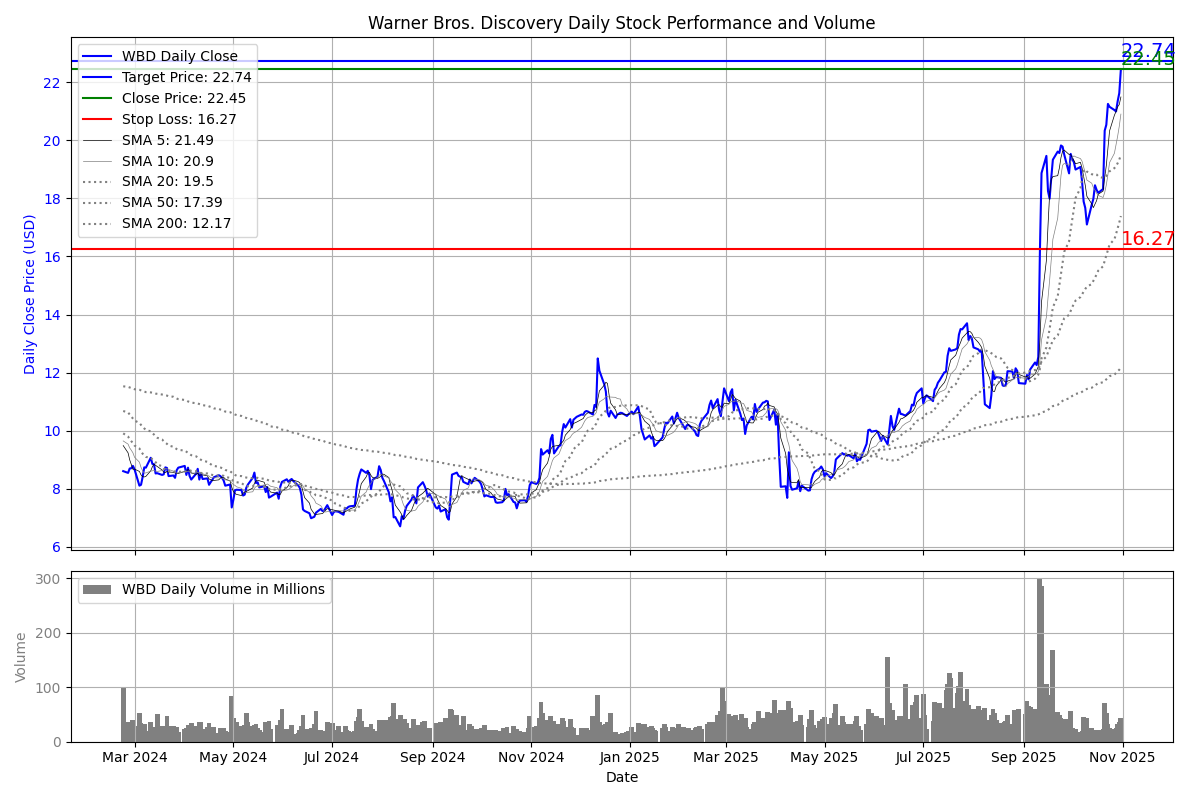 Warner Bros. Discovery Daily Stock Performance and Volume
WBD Daily Close
Target Price: 22.74
Close Price: 22.45
Stop Loss: 16.27
SMA 5: 21.49
SMA 10: 20.9
SMA 20: 19.5
SMA 50: 17.39
SMA 200: 12.17
22.74
22.45
16.27
Daily Close Price (USD)
22
20
18
16
14
12
10
8
6
WBD Daily Volume in Millions
Volume
300
200
100
0
Mar 2024 May 2024 Jul 2024 Sep 2024 Nov 2024 Jan 2025 Mar 2025 May 2025 Jul 2025 Sep 2025 Nov 2025
Date